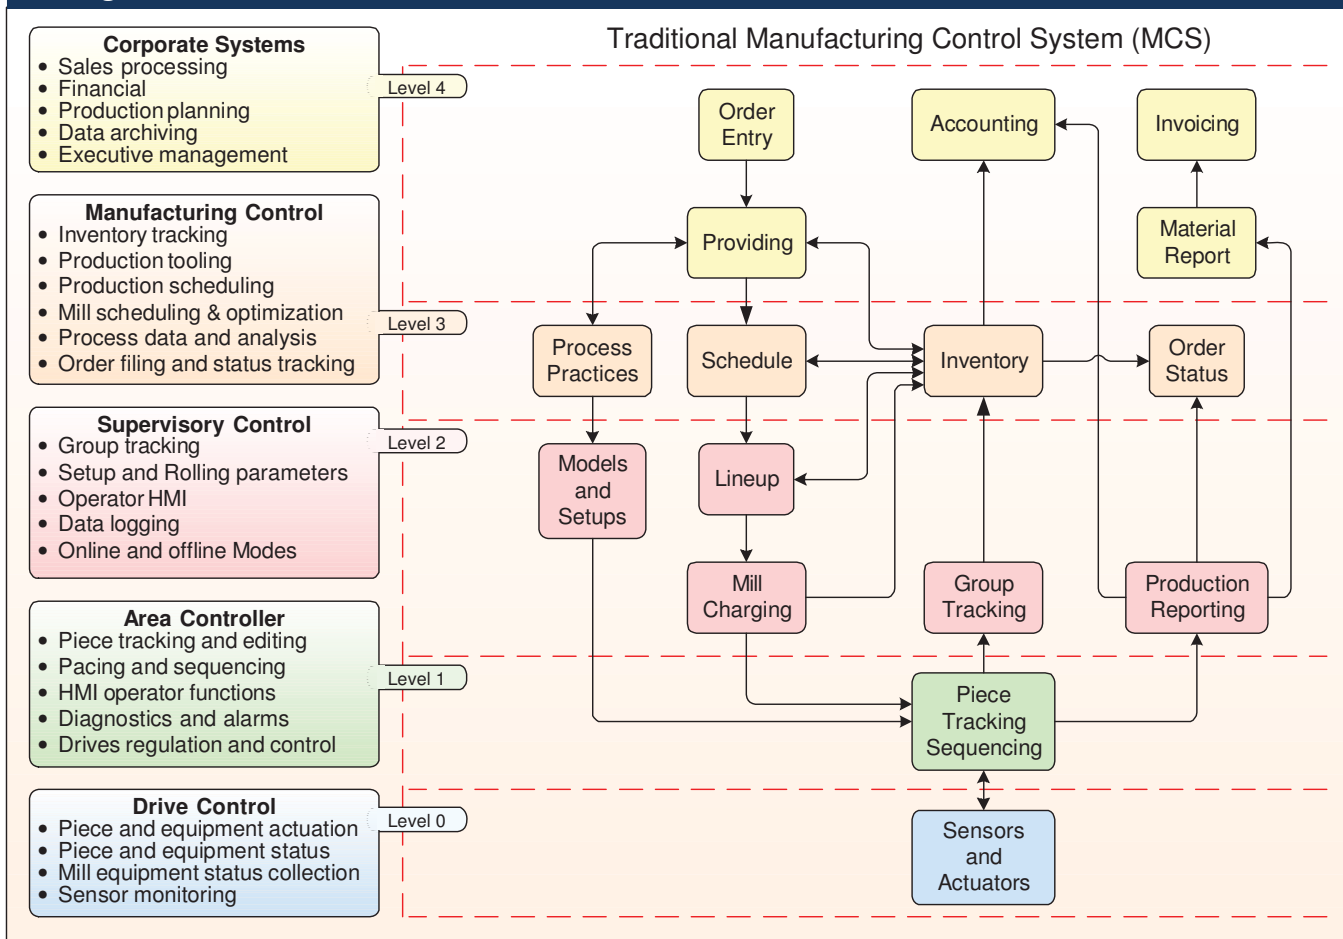 Traditional Manufacturing Control System (MCS)
Corporate Systems
• Sales processing
• Financial
• Production planning
• Data archiving
• Executive management
Level 4
Manufacturing Control
• Inventory tracking
• Production tooling
• Production scheduling
• Mill scheduling & optimization
• Process data and analysis
• Order filing and status tracking
Level 3
Supervisory Control
• Group tracking
• Setup and Rolling parameters
• Operator HMI
• Data logging
• Online and offline Modes
Level 2
Area Controller
• Piece tracking and editing
• Pacing and sequencing
• HMI operator functions
• Diagnostics and alarms
• Drives regulation and control
Level 1
Drive Control
• Piece and equipment actuation
• Piece and equipment status
• Mill equipment status collection
• Sensor monitoring
Level 0
Order
Entry
Accounting
Invoicing
Providing
Material
Report
Process
Practices
Schedule
Inventory
Order
Status
Models
and
Setups
Lineup
Mill
Charging
Group
Tracking
Production
Reporting
Piece
Tracking
Sequencing
Sensors
and
Actuators